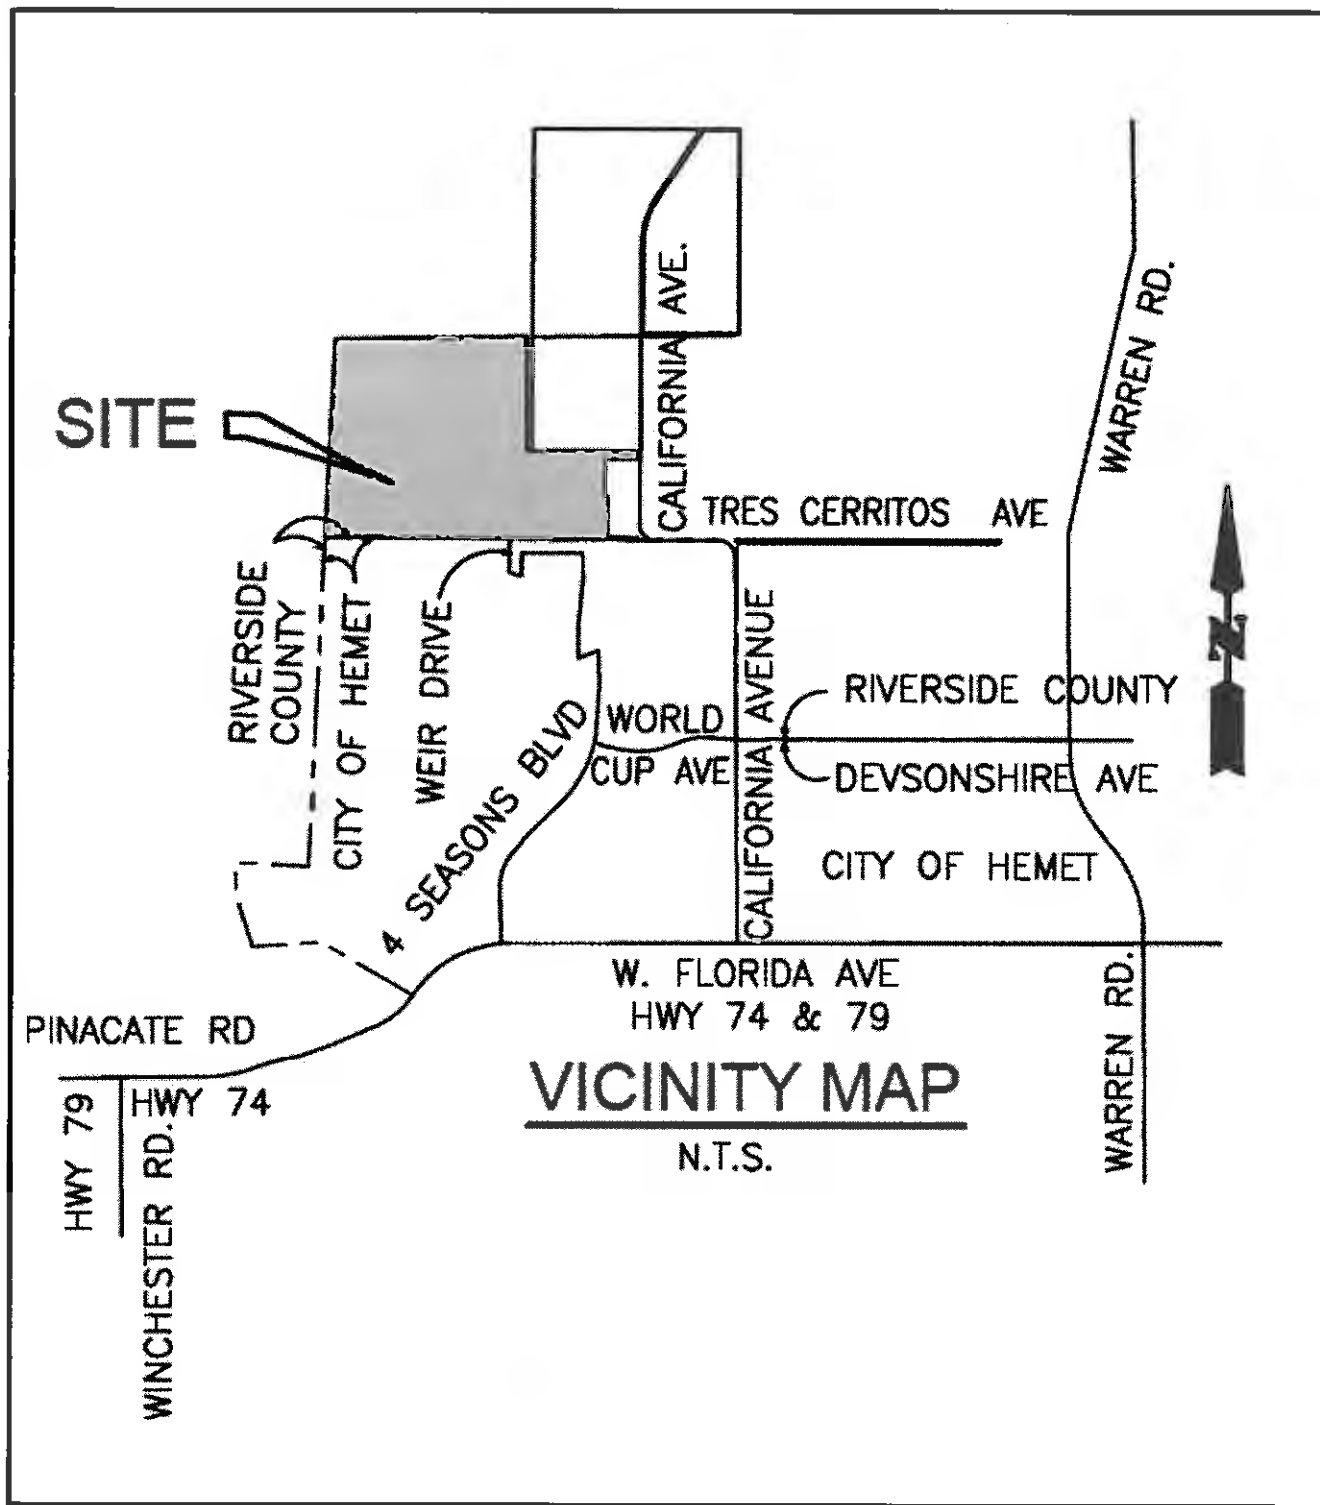 CALIFORNIA AVE.
WARREN RD.
SITE
TRES CERRITOS AVE
RIVERSIDE
COUNTY
CITY OF HEMET
WEIR DRIVE
4 SEASONS BLVD
WORLD
CUP AVE
CALIFORNIA AVENUE
RIVERSIDE COUNTY
DEVSONSHIRE AVE
CITY OF HEMET
N
W. FLORIDA AVE
HWY 74 & 79
WARREN RD.
PINACATE RD
HWY 74
HWY 79
WINCHESTER RD.
VICINITY MAP
N.T.S.